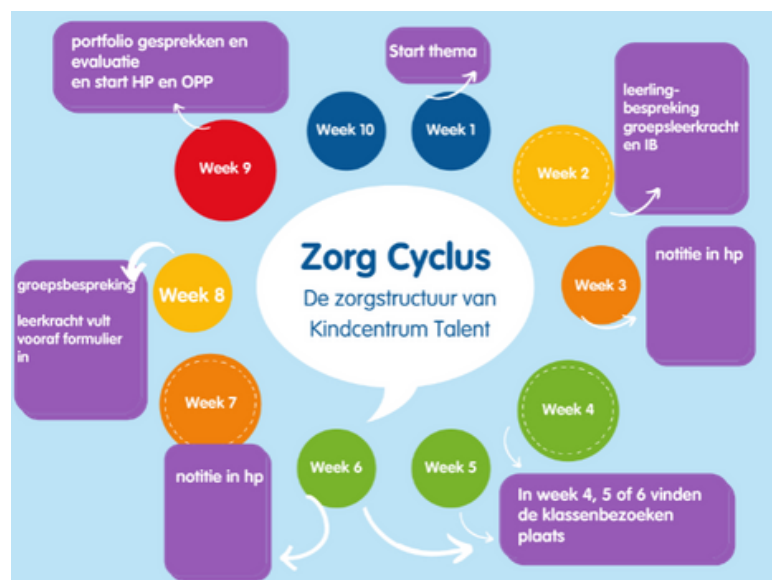 Zorg Cyclus
De zorgstructuur van
Kindcentrum Talent
Week 1
Start thema
Week 2
leerling-
bespreking
groepsleerkracht
en IB
Week 3
notitie in hp
Week 4
Week 5
Week 6
In week 4, 5 of 6 vinden
de klassenbezoeken
plaats
Week 7
notitie in hp
Week 8
groepsbespreking
leerkracht vult
vooraf formulier
in
Week 9
portfolio gesprekken en
evaluatie
en start HP en OPP
Week 10